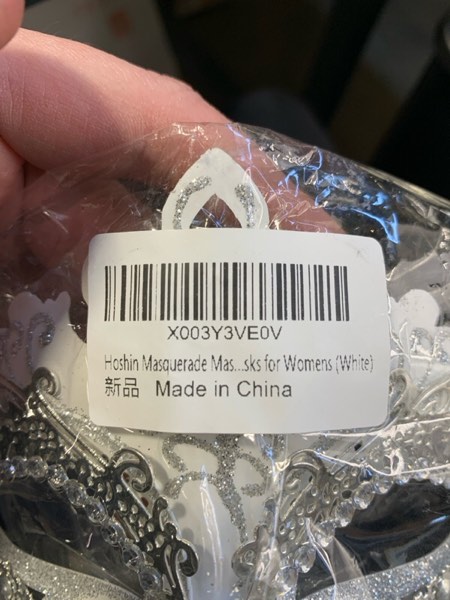 X003Y3VE0V
Hoshin Masquerade Mas...sks for Womens (White)
新品 Made in China